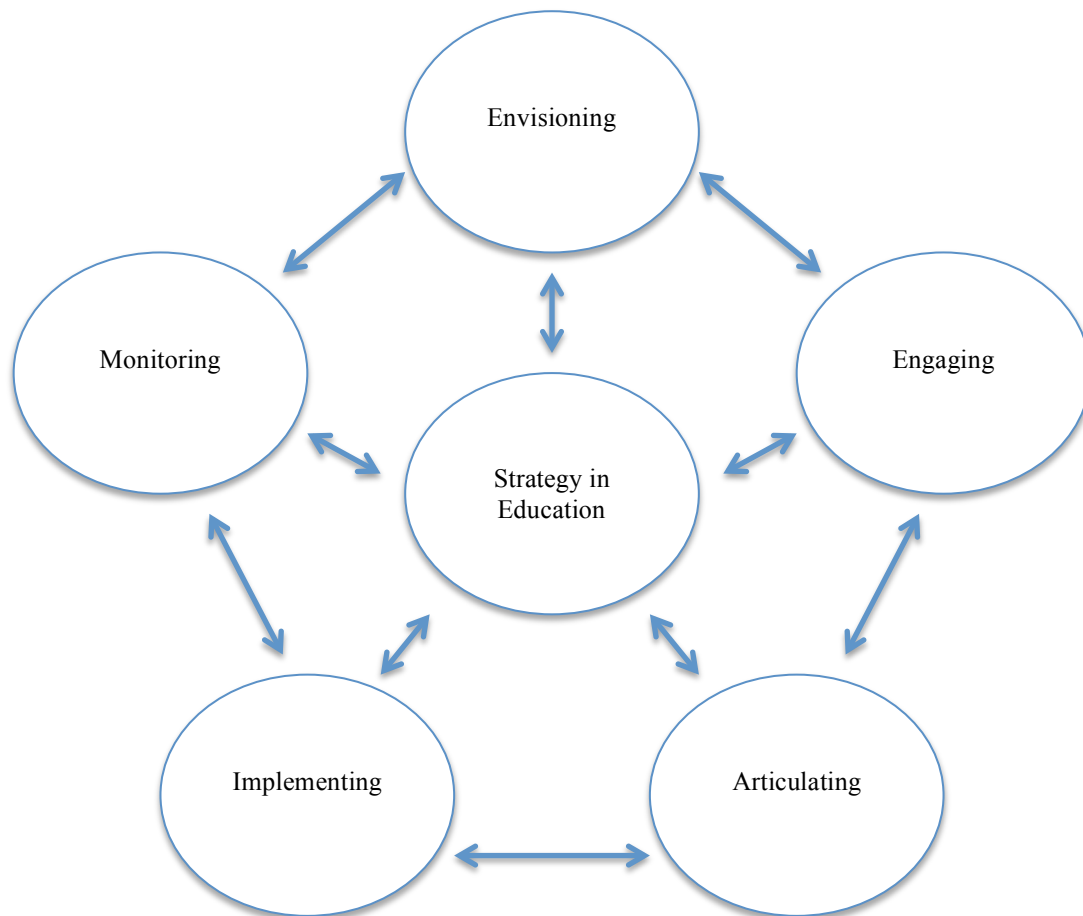 Envisioning
Monitoring
Engaging
Strategy in
Education
Implementing
Articulating